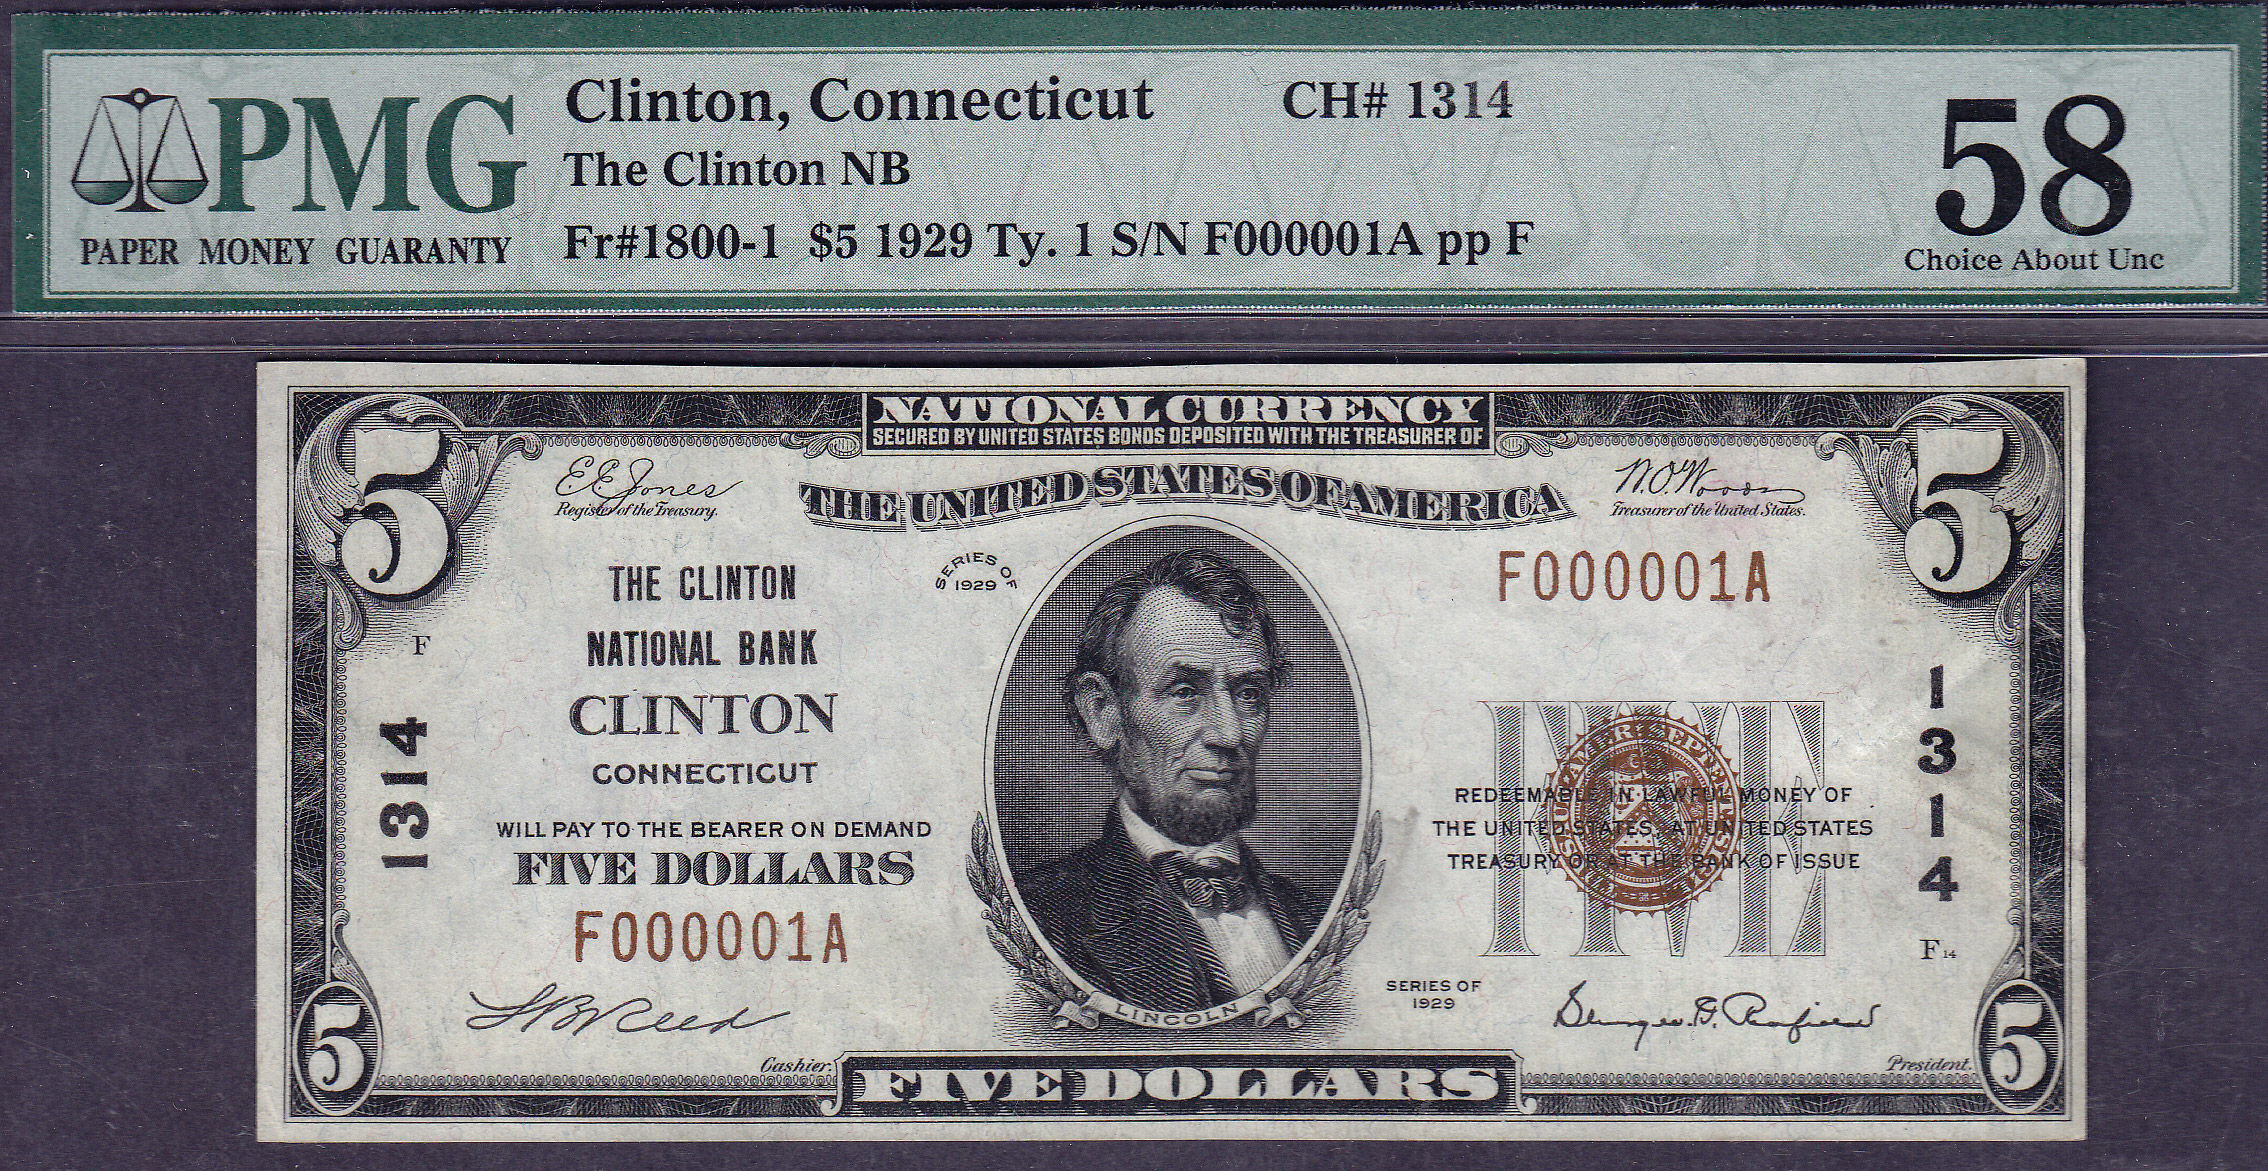 PMG
PAPER MONEY GUARANTY
Clinton, Connecticut CH# 1314
The Clinton NB
Fr#1800-1 $5 1929 Ty. 1 S/N F000001A pp F
58
Choice About Unc
NATIONAL CURRENCY
SECURED BY UNITED STATES BONDS DEPOSITED WITH THE TREASURER OF
THE UNITED STATES OF AMERICA
5
5
E.E. Jones
Register of the Treasury.
W.O. Woods
Treasurer of the United States.
SERIES OF
1929
F000001A
THE CLINTON
NATIONAL BANK
CLINTON
CONNECTICUT
F
1314
1314
WILL PAY TO THE BEARER ON DEMAND
FIVE DOLLARS
F000001A
FIVE
REDEEMABLE IN LAWFUL MONEY OF
THE UNITED STATES AT UNITED STATES
TREASURY OR AT THE BANK OF ISSUE
F 14
SERIES OF
1929
LINCOLN
Reed
Cashier.
President.
5
FIVE DOLLARS
5